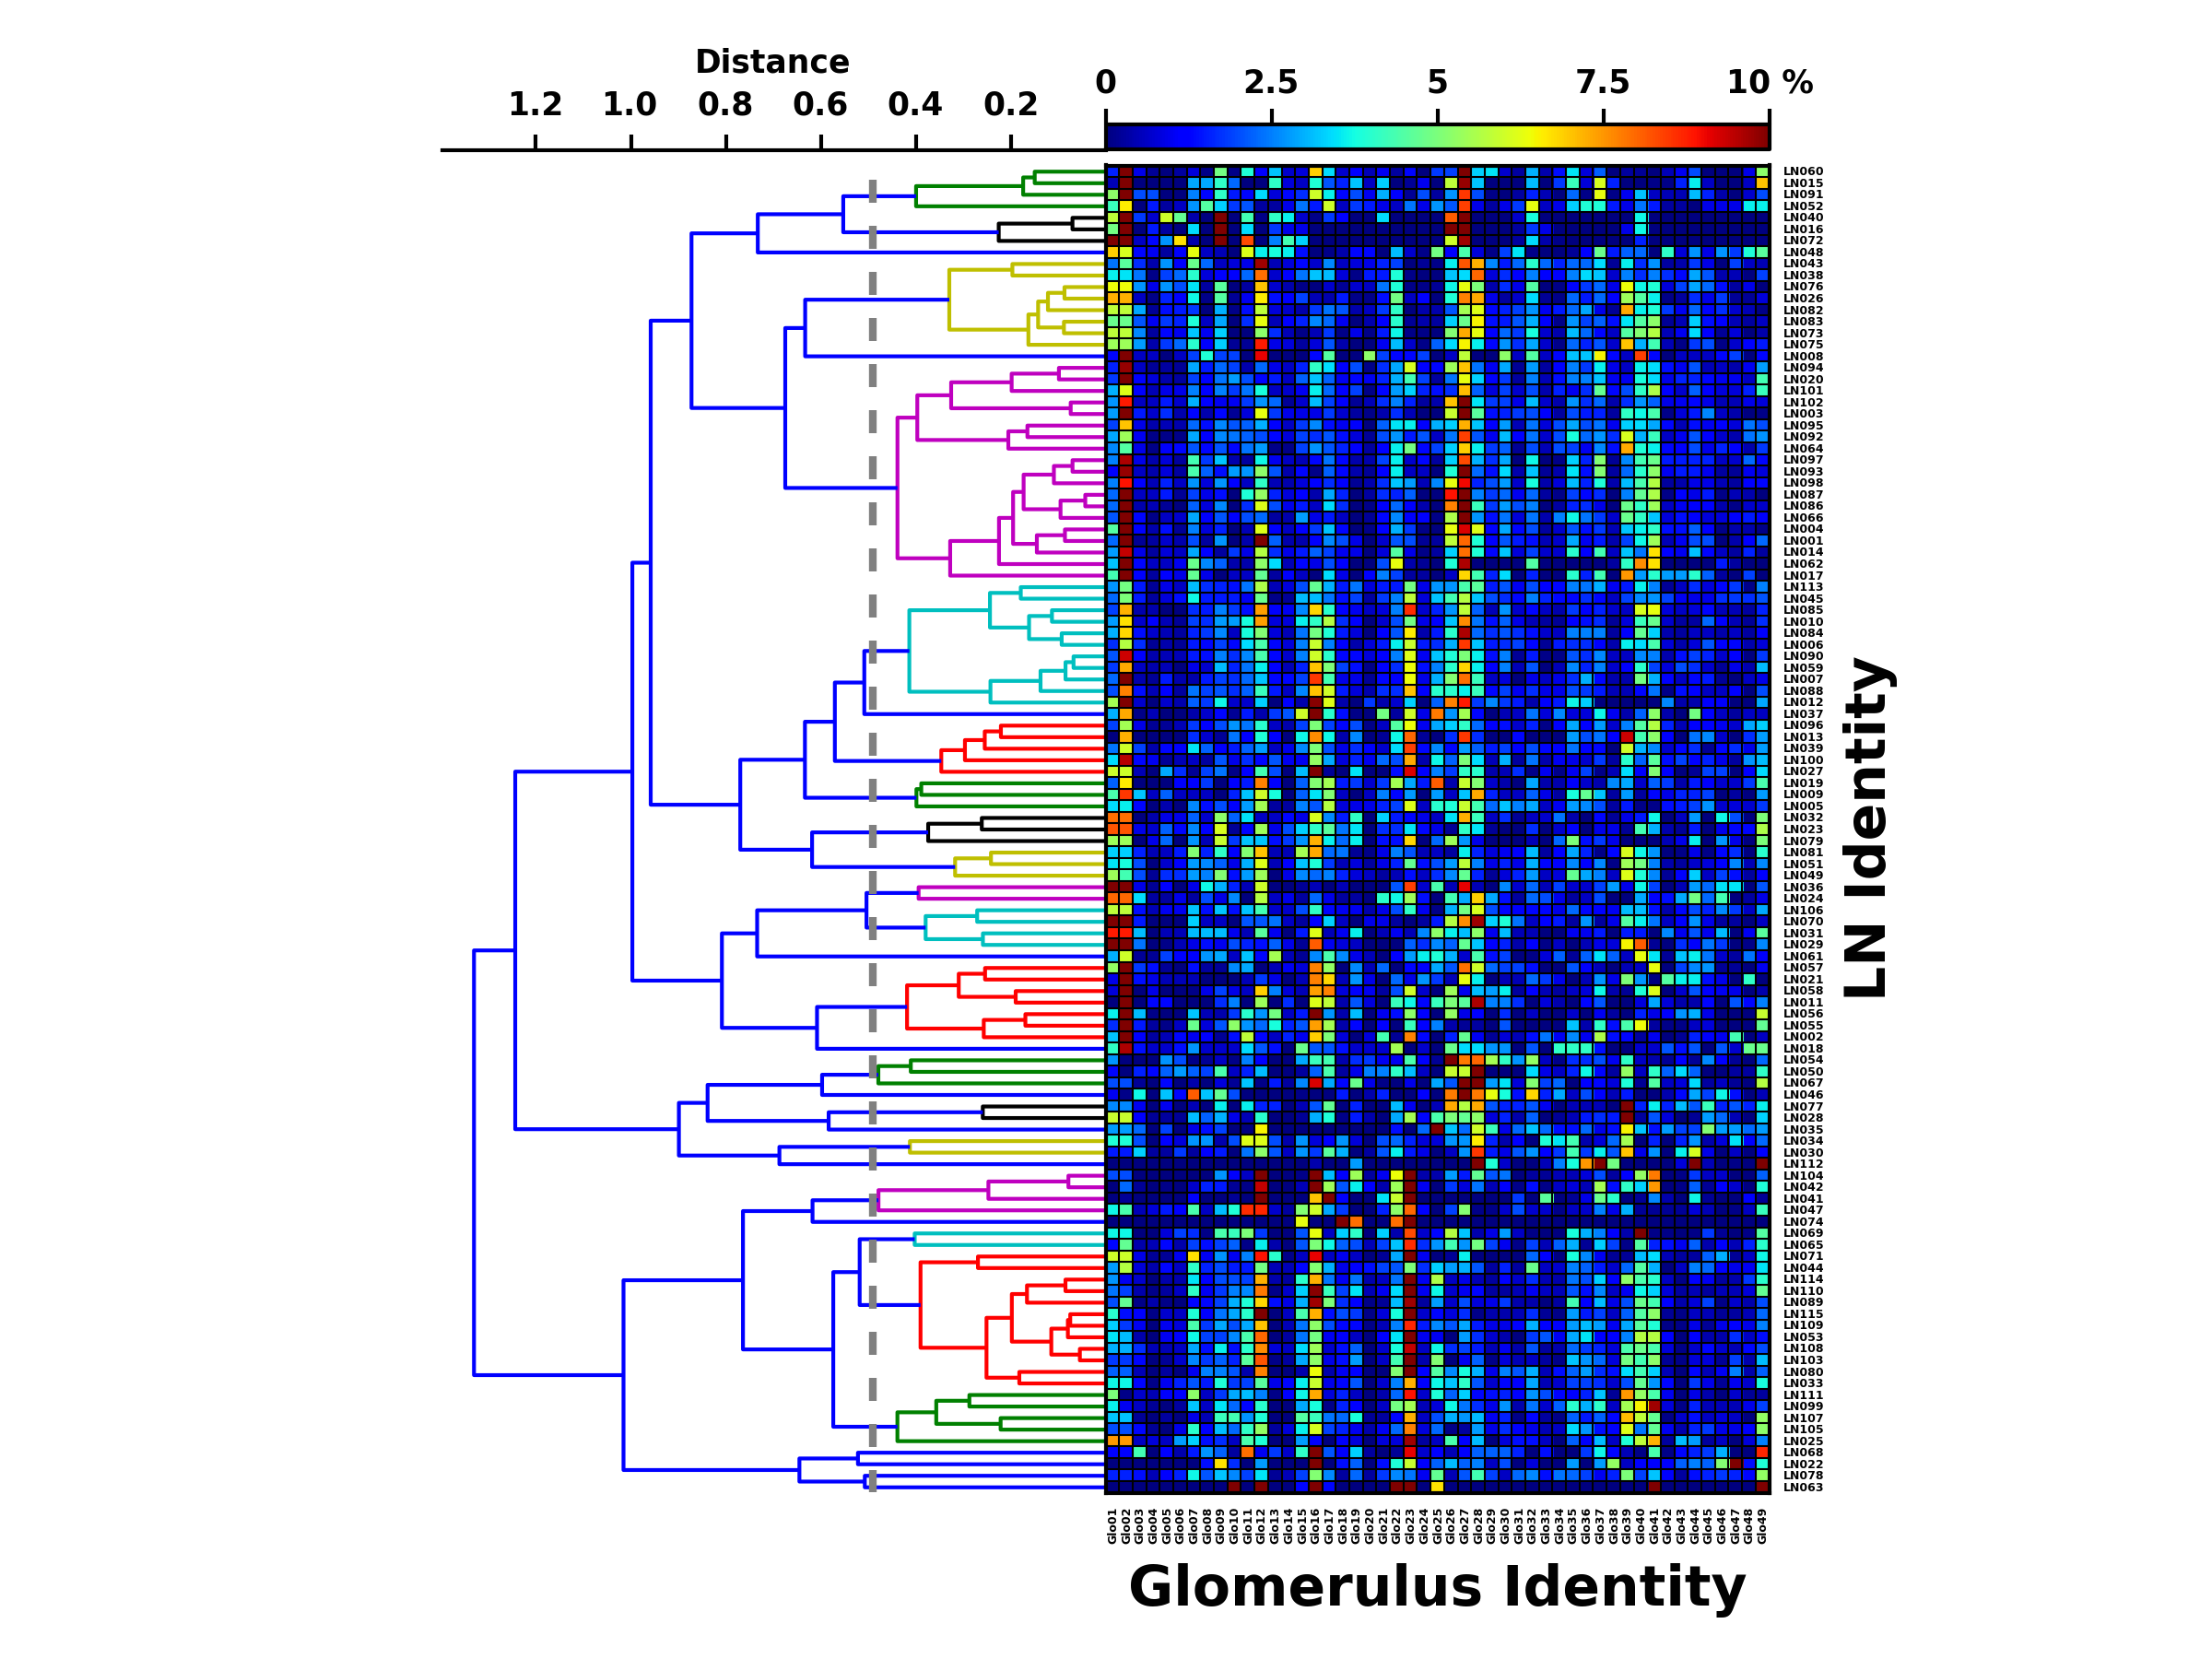 Distance
1.2 1.0 0.8 0.6 0.4 0.2
0 2.5 5 7.5 10 %
LN060
LN015
LN091
LN052
LN040
LN016
LN072
LN048
LN043
LN038
LN076
LN026
LN082
LN083
LN073
LN075
LN008
LN094
LN020
LN101
LN102
LN003
LN095
LN092
LN064
LN097
LN093
LN098
LN087
LN086
LN066
LN004
LN001
LN014
LN062
LN017
LN113
LN045
LN085
LN010
LN084
LN006
LN090
LN059
LN007
LN088
LN012
LN037
LN096
LN013
LN039
LN100
LN027
LN019
LN009
LN005
LN032
LN023
LN079
LN081
LN051
LN049
LN036
LN024
LN106
LN070
LN031
LN029
LN061
LN057
LN021
LN058
LN011
LN056
LN055
LN002
LN018
LN054
LN050
LN067
LN046
LN077
LN028
LN035
LN034
LN030
LN112
LN104
LN042
LN041
LN047
LN074
LN069
LN065
LN071
LN044
LN114
LN110
LN089
LN115
LN109
LN053
LN108
LN103
LN080
LN033
LN111
LN099
LN107
LN105
LN025
LN068
LN022
LN078
LN063
LN Identity
Glo01 Glo02 Glo03 Glo04 Glo05 Glo06 Glo07 Glo08 Glo09 Glo10 Glo11 Glo12 Glo13 Glo14 Glo15 Glo16 Glo17 Glo18 Glo19 Glo20 Glo21 Glo22 Glo23 Glo24 Glo25 Glo26 Glo27 Glo28 Glo29 Glo30 Glo31 Glo32 Glo33 Glo34 Glo35 Glo36 Glo37 Glo38 Glo39 Glo40 Glo41 Glo42 Glo43 Glo44 Glo45 Glo46 Glo47 Glo48 Glo49
Glomerulus Identity